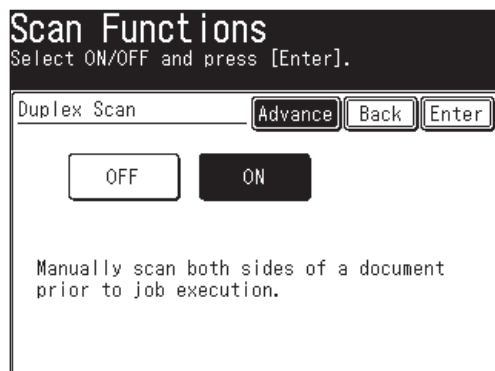 Scan Functions
Select ON/OFF and press [Enter].
Duplex Scan Advance Back Enter
OFF ON
Manually scan both sides of a document
prior to job execution.